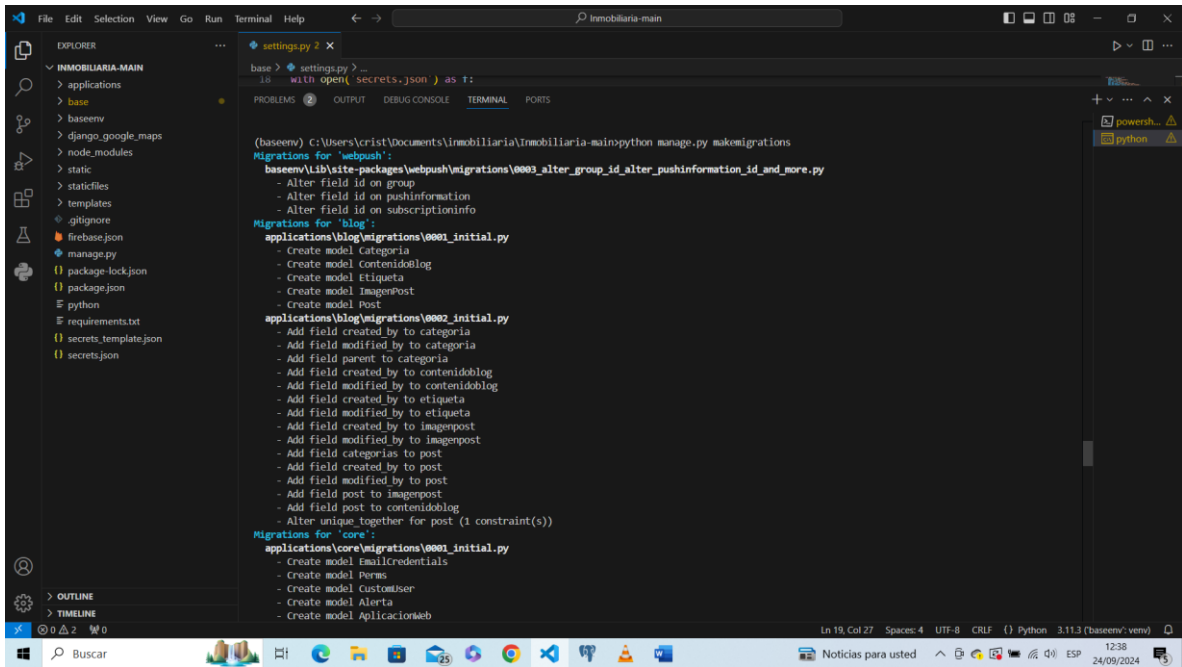 File Edit Selection View Go Run Terminal Help
Inmobiliaria-main
EXPLORER
INMOBILIARIA-MAIN
applications
base
baseenv
django_google_maps
node_modules
static
staticfiles
templates
.gitignore
firebase.json
manage.py
package-lock.json
package.json
python
requirements.txt
secrets_template.json
secrets.json
OUTLINE
TIMELINE
settings.py 2
base > settings.py > ...
18 with open('secrets.json') as f:
PROBLEMS 2 OUTPUT DEBUG CONSOLE TERMINAL PORTS
powersh...
python
(baseenv) C:\Users\crist\Documents\inmobiliaria\Inmobiliaria-main>python manage.py makemigrations
Migrations for 'webpush':
baseenv\Lib\site-packages\webpush\migrations\0003_alter_group_id_alter_pushinformation_id_and_more.py
- Alter field id on group
- Alter field id on pushinformation
- Alter field id on subscriptioninfo
Migrations for 'blog':
applications\blog\migrations\0001_initial.py
- Create model Categoria
- Create model ContenidoBlog
- Create model Etiqueta
- Create model ImagenPost
- Create model Post
applications\blog\migrations\0002_initial.py
- Add field created_by to categoria
- Add field modified_by to categoria
- Add field parent to categoria
- Add field created_by to contenidoblog
- Add field modified_by to contenidoblog
- Add field created_by to etiqueta
- Add field modified_by to etiqueta
- Add field created_by to imagenpost
- Add field modified_by to imagenpost
- Add field categorias to post
- Add field created_by to post
- Add field modified_by to post
- Add field post to imagenpost
- Add field post to contenidoblog
- Alter unique_together for post (1 constraint(s))
Migrations for 'core':
applications\core\migrations\0001_initial.py
- Create model EmailCredentials
- Create model Perms
- Create model CustomUser
- Create model Alerta
- Create model AplicacionWeb
0 2 0
Ln 19, Col 27 Spaces: 4 UTF-8 CRLF {} Python 3.11.3 ('baseenv': venv)
Buscar
25
Noticias para usted
ESP
12:38
24/09/2024
5